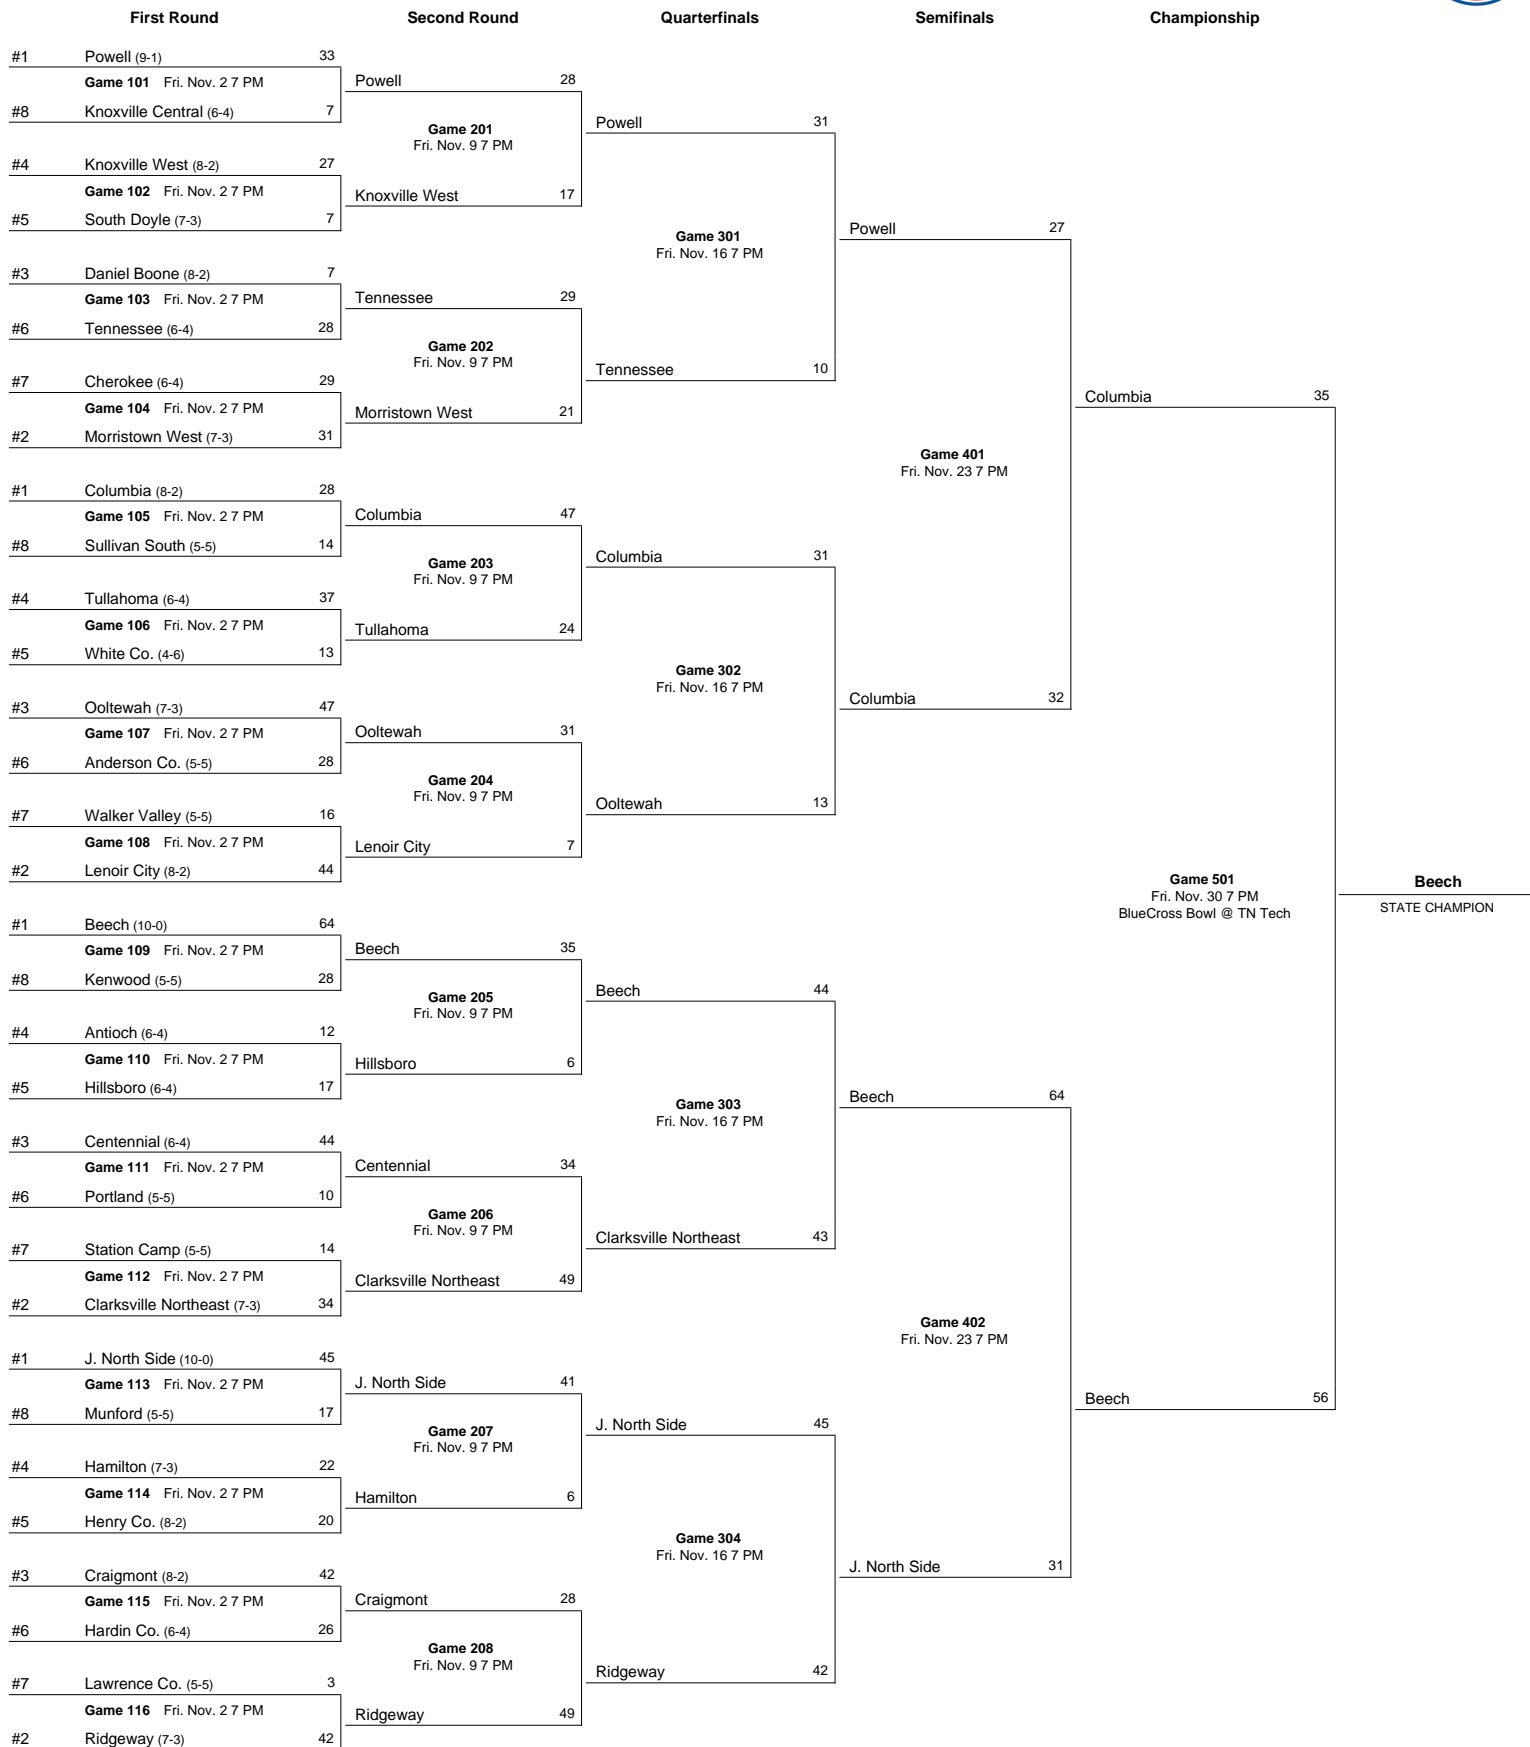 First Round
Second Round
Quarterfinals
Semifinals
Championship
#1 Powell (9-1) 33
Game 101 Fri. Nov. 2 7 PM
#8 Knoxville Central (6-4) 7
#4 Knoxville West (8-2) 27
Game 102 Fri. Nov. 2 7 PM
#5 South Doyle (7-3) 7
#3 Daniel Boone (8-2) 7
Game 103 Fri. Nov. 2 7 PM
#6 Tennessee (6-4) 28
#7 Cherokee (6-4) 29
Game 104 Fri. Nov. 2 7 PM
#2 Morristown West (7-3) 31
#1 Columbia (8-2) 28
Game 105 Fri. Nov. 2 7 PM
#8 Sullivan South (5-5) 14
#4 Tullahoma (6-4) 37
Game 106 Fri. Nov. 2 7 PM
#5 White Co. (4-6) 13
#3 Ooltewah (7-3) 47
Game 107 Fri. Nov. 2 7 PM
#6 Anderson Co. (5-5) 28
#7 Walker Valley (5-5) 16
Game 108 Fri. Nov. 2 7 PM
#2 Lenoir City (8-2) 44
#1 Beech (10-0) 64
Game 109 Fri. Nov. 2 7 PM
#8 Kenwood (5-5) 28
#4 Antioch (6-4) 12
Game 110 Fri. Nov. 2 7 PM
#5 Hillsboro (6-4) 17
#3 Centennial (6-4) 44
Game 111 Fri. Nov. 2 7 PM
#6 Portland (5-5) 10
#7 Station Camp (5-5) 14
Game 112 Fri. Nov. 2 7 PM
#2 Clarksville Northeast (7-3) 34
#1 J. North Side (10-0) 45
Game 113 Fri. Nov. 2 7 PM
#8 Munford (5-5) 17
#4 Hamilton (7-3) 22
Game 114 Fri. Nov. 2 7 PM
#5 Henry Co. (8-2) 20
#3 Craigmont (8-2) 42
Game 115 Fri. Nov. 2 7 PM
#6 Hardin Co. (6-4) 26
#7 Lawrence Co. (5-5) 3
Game 116 Fri. Nov. 2 7 PM
#2 Ridgeway (7-3) 42
Powell 28
Game 201
Fri. Nov. 9 7 PM
Knoxville West 17
Tennessee 29
Game 202
Fri. Nov. 9 7 PM
Morristown West 21
Columbia 47
Game 203
Fri. Nov. 9 7 PM
Tullahoma 24
Ooltewah 31
Game 204
Fri. Nov. 9 7 PM
Lenoir City 7
Beech 35
Game 205
Fri. Nov. 9 7 PM
Hillsboro 6
Centennial 34
Game 206
Fri. Nov. 9 7 PM
Clarksville Northeast 49
J. North Side 41
Game 207
Fri. Nov. 9 7 PM
Hamilton 6
Craigmont 28
Game 208
Fri. Nov. 9 7 PM
Ridgeway 49
Powell 31
Game 301
Fri. Nov. 16 7 PM
Tennessee 10
Columbia 31
Game 302
Fri. Nov. 16 7 PM
Ooltewah 13
Beech 44
Game 303
Fri. Nov. 16 7 PM
Clarksville Northeast 43
J. North Side 45
Game 304
Fri. Nov. 16 7 PM
Ridgeway 42
Powell 27
Game 401
Fri. Nov. 23 7 PM
Columbia 32
Beech 64
Game 402
Fri. Nov. 23 7 PM
J. North Side 31
Columbia 35
Game 501
Fri. Nov. 30 7 PM
BlueCross Bowl @ TN Tech
Beech 56
Beech
STATE CHAMPION